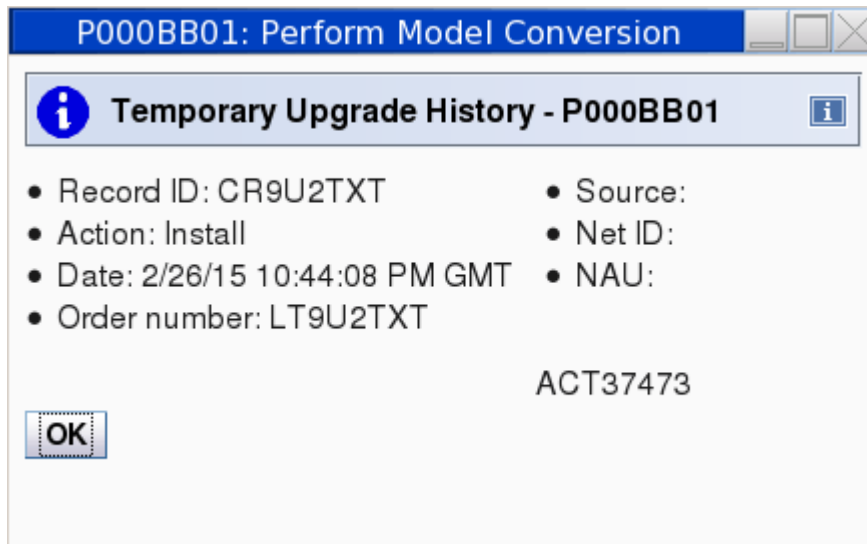 P000BB01: Perform Model Conversion
Temporary Upgrade History - P000BB01
• Record ID: CR9U2TXT
• Source:
• Action: Install
• Net ID:
• Date: 2/26/15 10:44:08 PM GMT
• NAU:
• Order number: LT9U2TXT
ACT37473
OK